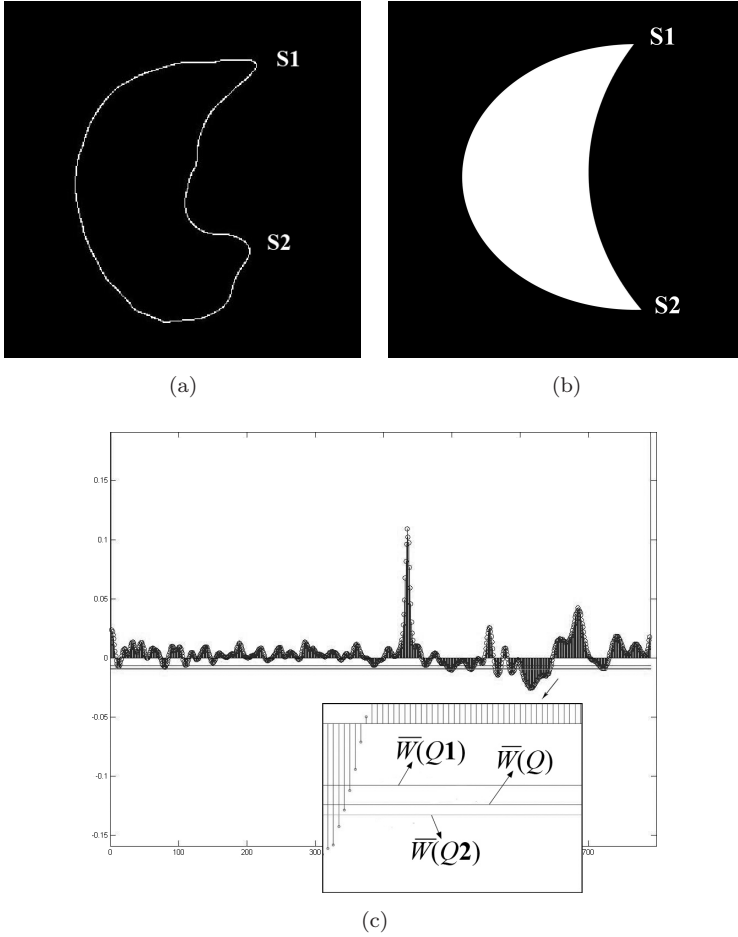 S1
S2
S1
S2
(a)
(b)
0.15
0.1
0.05
0
-0.05
-0.1
-0.15
0
100
200
300
700
W̅(Q1)
W̅(Q)
W̅(Q2)
(c)